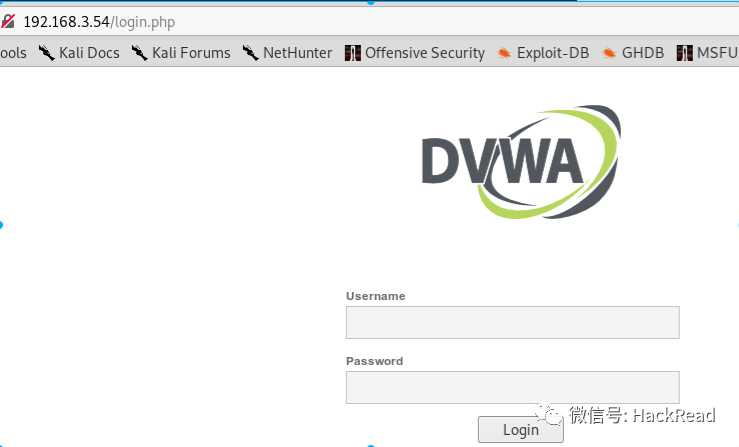 192.168.3.54/login.php
ools Kali Docs Kali Forums NetHunter Offensive Security Exploit-DB GHDB MSFU
DVWA
Username
Password
Login
微信号: HackRead